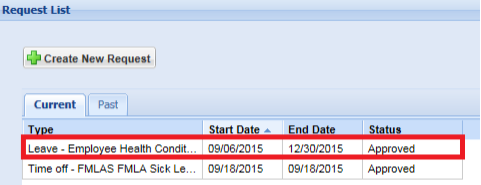 Request List
Create New Request
Current Past
Type Start Date End Date Status
Leave - Employee Health Condit... 09/06/2015 12/30/2015 Approved
Time off - FMLAS FMLA Sick Le... 09/18/2015 09/18/2015 Approved